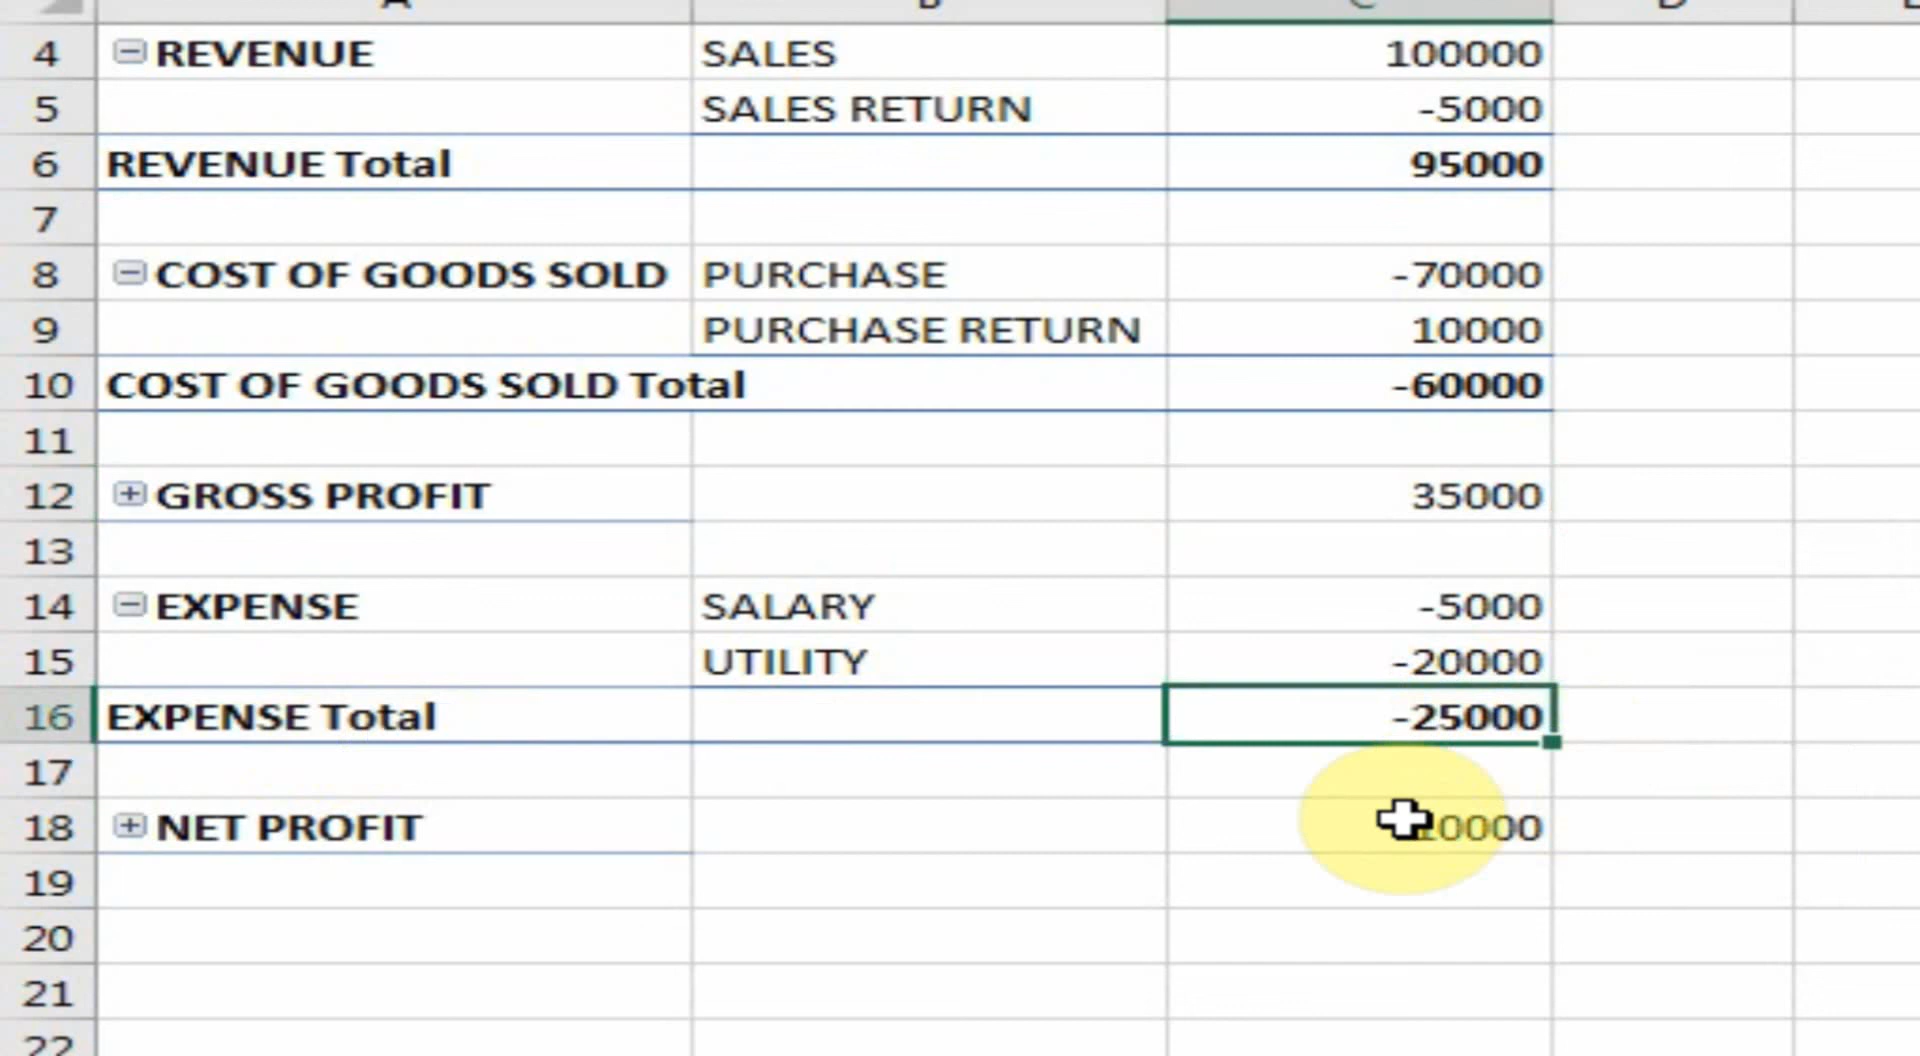 4 REVENUE SALES 100000
5 SALES RETURN -5000
6 REVENUE Total 95000
7
8 COST OF GOODS SOLD PURCHASE -70000
9 PURCHASE RETURN 10000
10 COST OF GOODS SOLD Total -60000
11
12 GROSS PROFIT 35000
13
14 EXPENSE SALARY -5000
15 UTILITY -20000
16 EXPENSE Total -25000
17
18 NET PROFIT
19
20
21
22